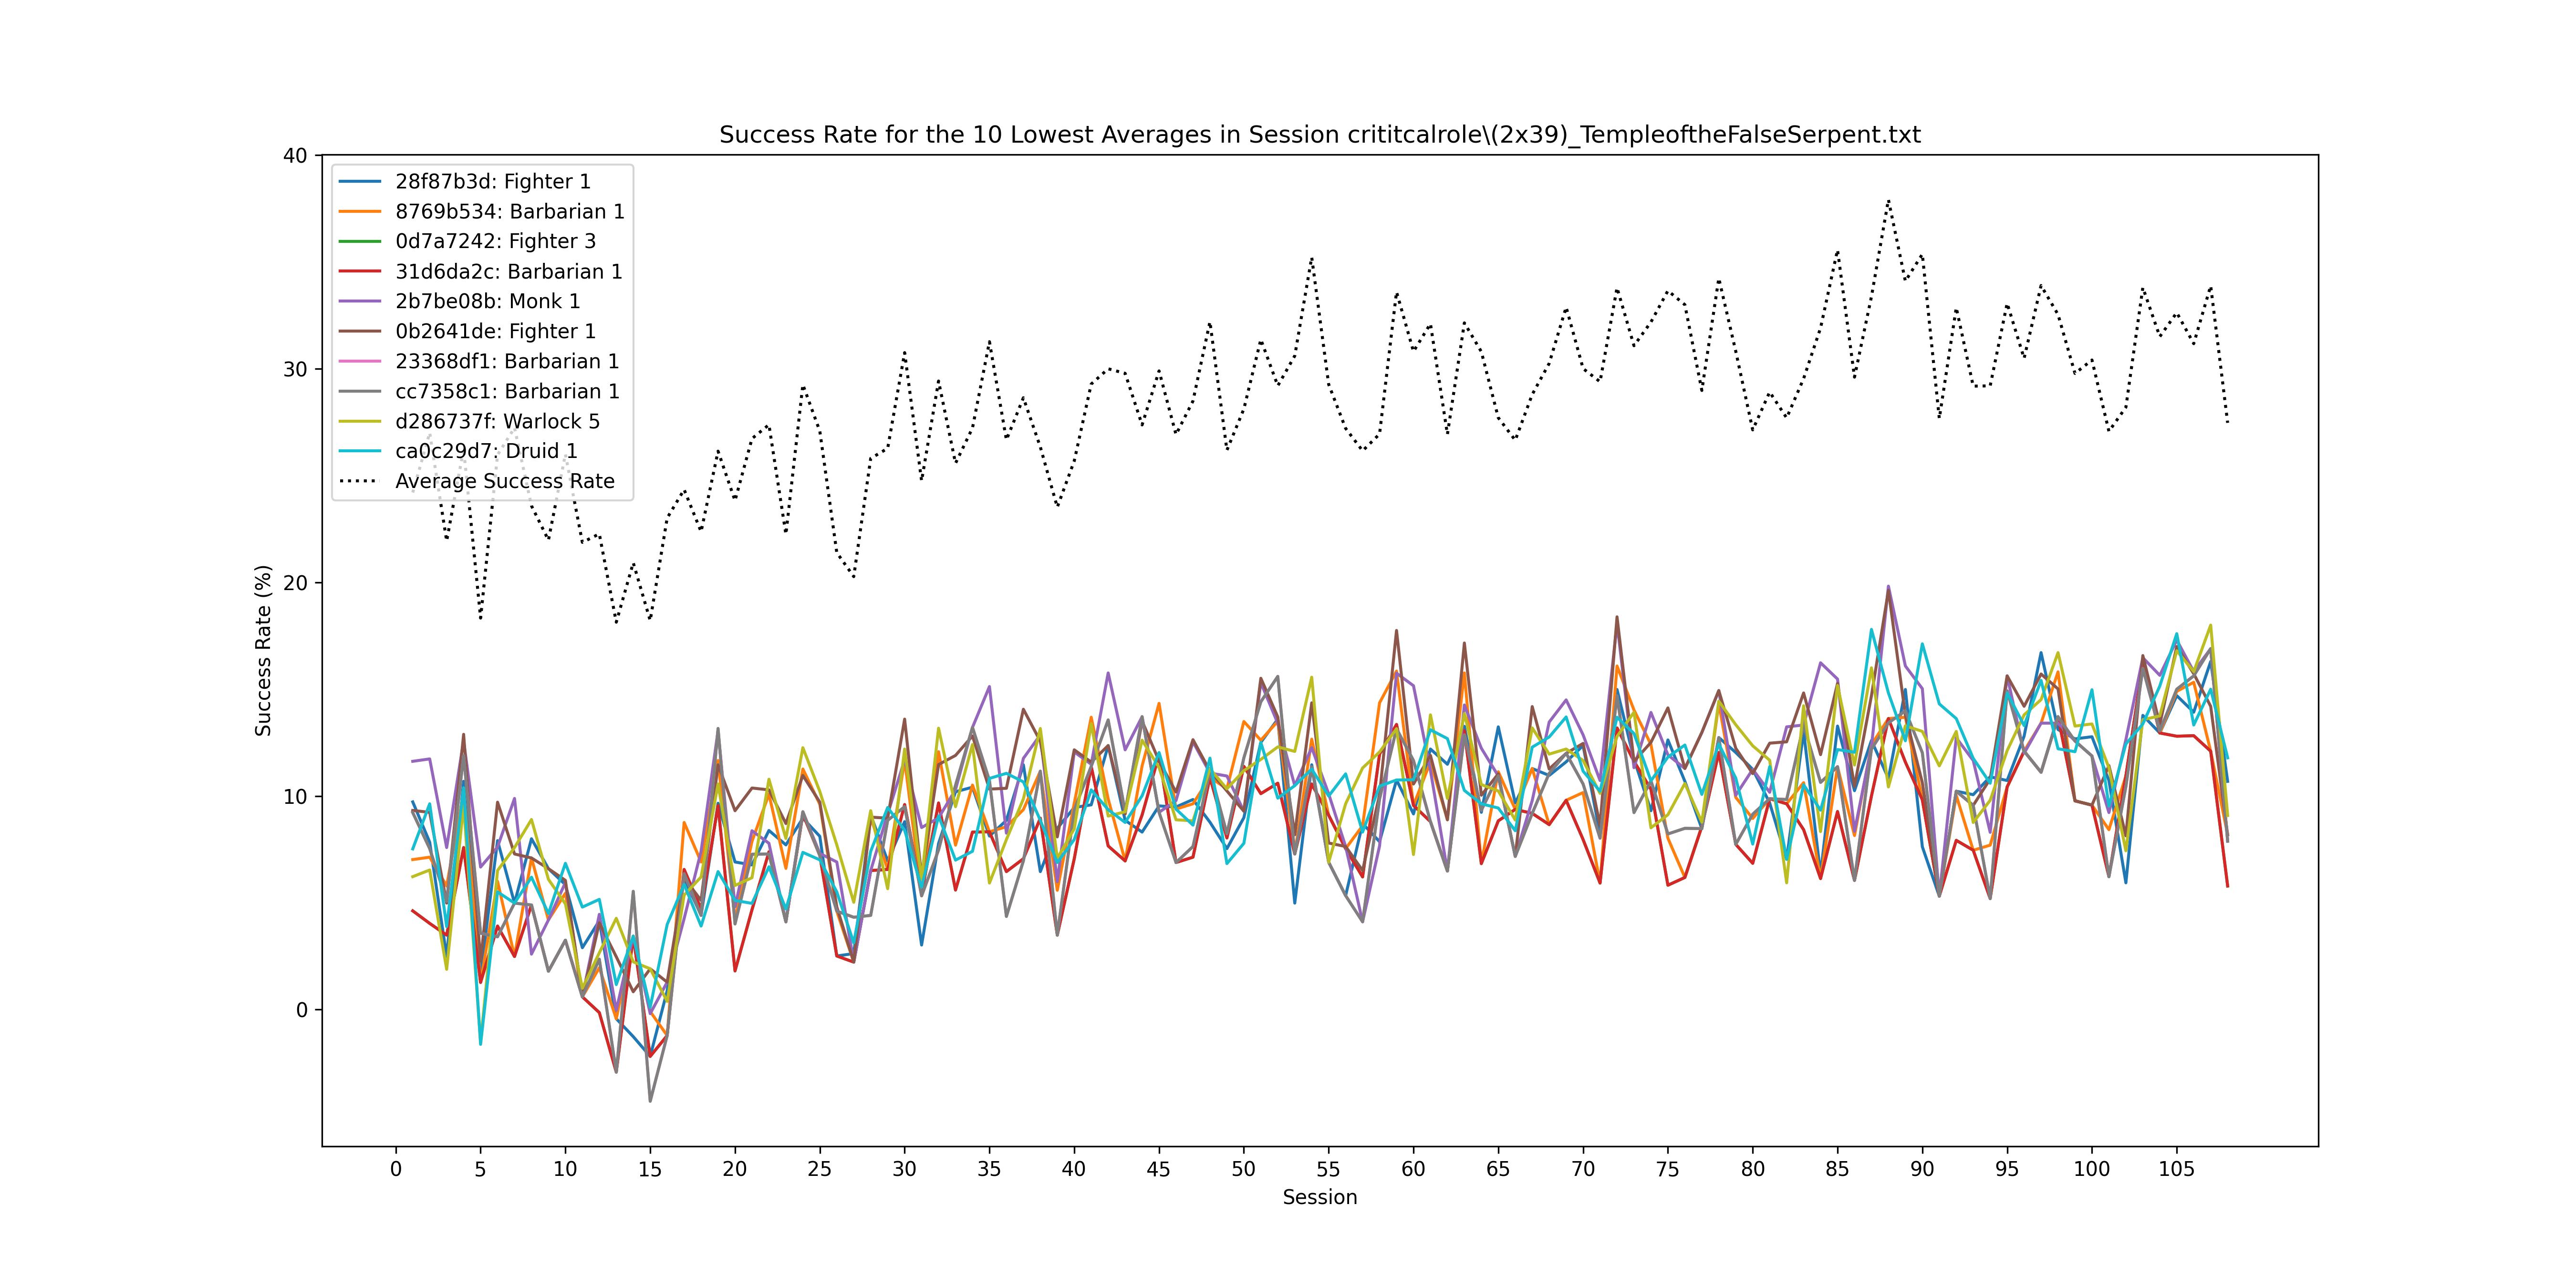 Success Rate for the 10 Lowest Averages in Session crititcalrole\(2x39)_TempleoftheFalseSerpent.txt
40
30
20
10
0
Success Rate (%)
28f87b3d: Fighter 1
8769b534: Barbarian 1
0d7a7242: Fighter 3
31d6da2c: Barbarian 1
2b7be08b: Monk 1
0b2641de: Fighter 1
23368df1: Barbarian 1
cc7358c1: Barbarian 1
d286737f: Warlock 5
ca0c29d7: Druid 1
Average Success Rate
0 5 10 15 20 25 30 35 40 45 50 55 60 65 70 75 80 85 90 95 100 105
Session